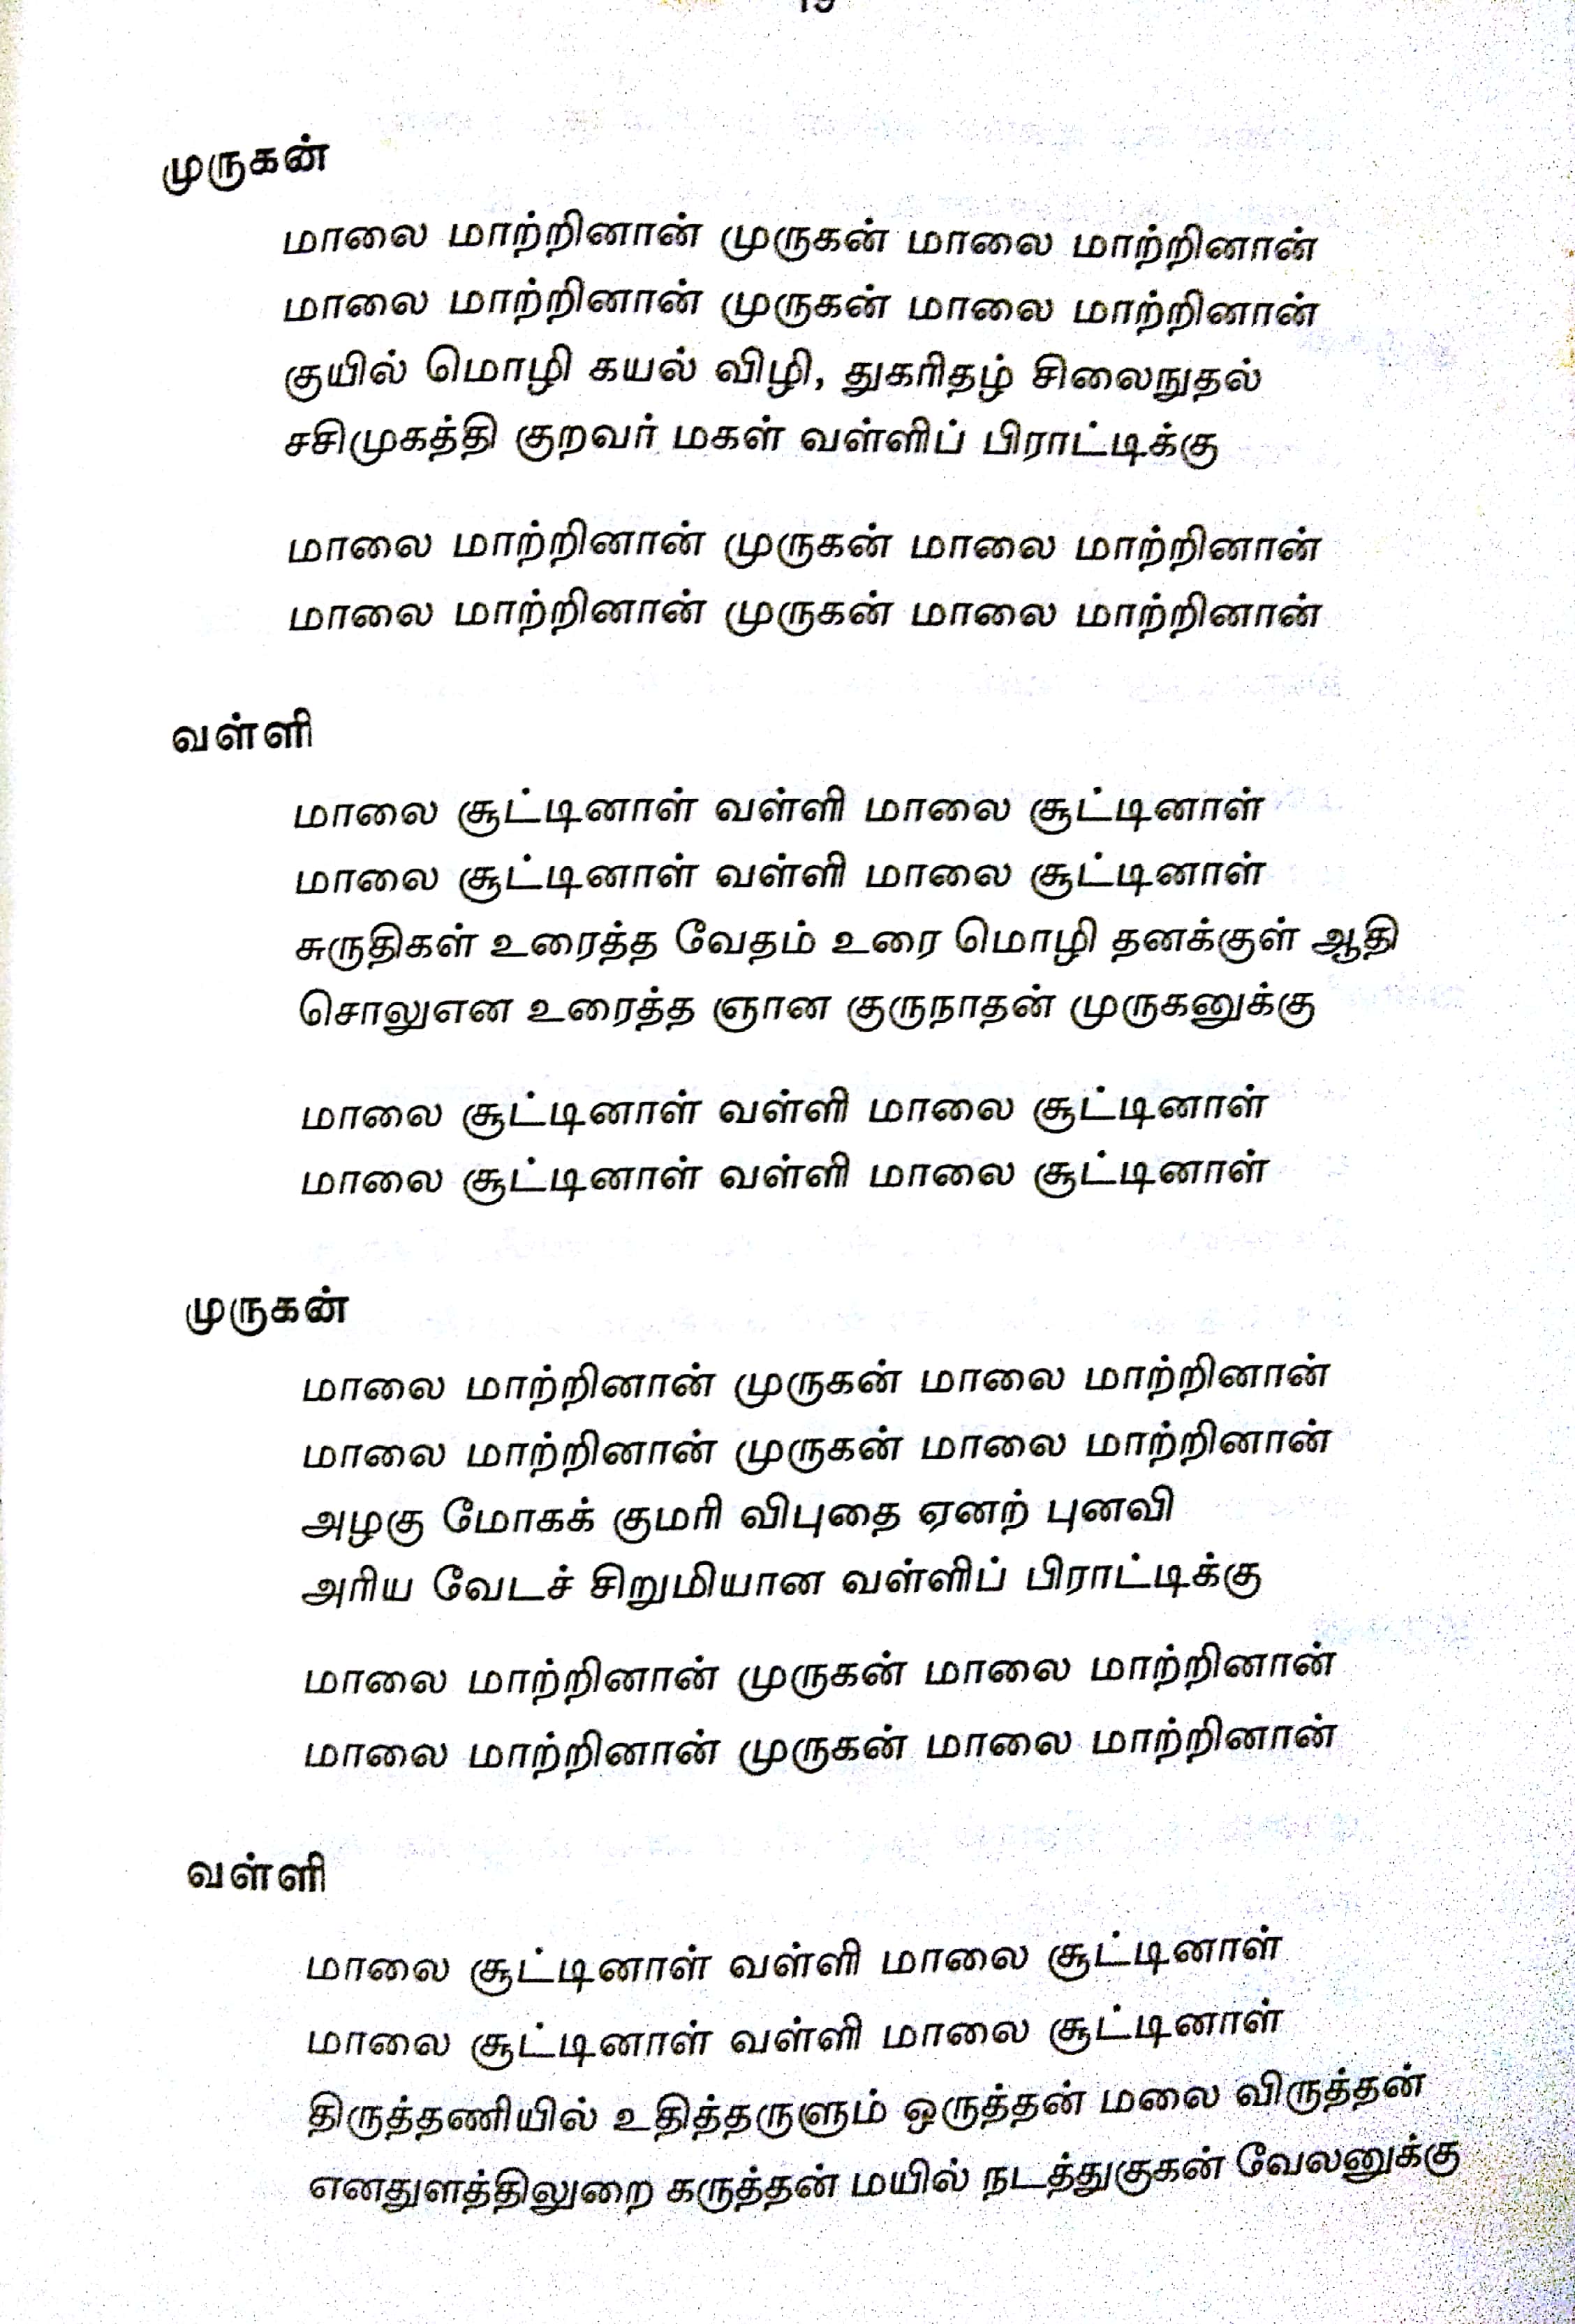 முருகன்
மாலை மாற்றினான் முருகன் மாலை மாற்றினான்
மாலை மாற்றினான் முருகன் மாலை மாற்றினான்
குயில் மொழி கயல் விழி, துகரிதழ் சிலைநுதல்
சசிமுகத்தி குறவர் மகள் வள்ளிப் பிராட்டிக்கு
மாலை மாற்றினான் முருகன் மாலை மாற்றினான்
மாலை மாற்றினான் முருகன் மாலை மாற்றினான்
வள்ளி
மாலை சூட்டினாள் வள்ளி மாலை சூட்டினாள்
மாலை சூட்டினாள் வள்ளி மாலை சூட்டினாள்
சுருதிகள் உரைத்த வேதம் உரை மொழி தனக்குள் ஆதி
சொலுஎன உரைத்த ஞான குருநாதன் முருகனுக்கு
மாலை சூட்டினாள் வள்ளி மாலை சூட்டினாள்
மாலை சூட்டினாள் வள்ளி மாலை சூட்டினாள்
முருகன்
மாலை மாற்றினான் முருகன் மாலை மாற்றினான்
மாலை மாற்றினான் முருகன் மாலை மாற்றினான்
அழகு மோகக் குமரி விபுதை ஏனற் புனவி
அரிய வேடச் சிறுமியான வள்ளிப் பிராட்டிக்கு
மாலை மாற்றினான் முருகன் மாலை மாற்றினான்
மாலை மாற்றினான் முருகன் மாலை மாற்றினான்
வள்ளி
மாலை சூட்டினாள் வள்ளி மாலை சூட்டினாள்
மாலை சூட்டினாள் வள்ளி மாலை சூட்டினாள்
திருத்தணியில் உதித்தருளும் ஒருத்தன் மலை விருத்தன்
எனதுளத்திலுறை கருத்தன் மயில் நடத்துகுகன் வேலனுக்கு